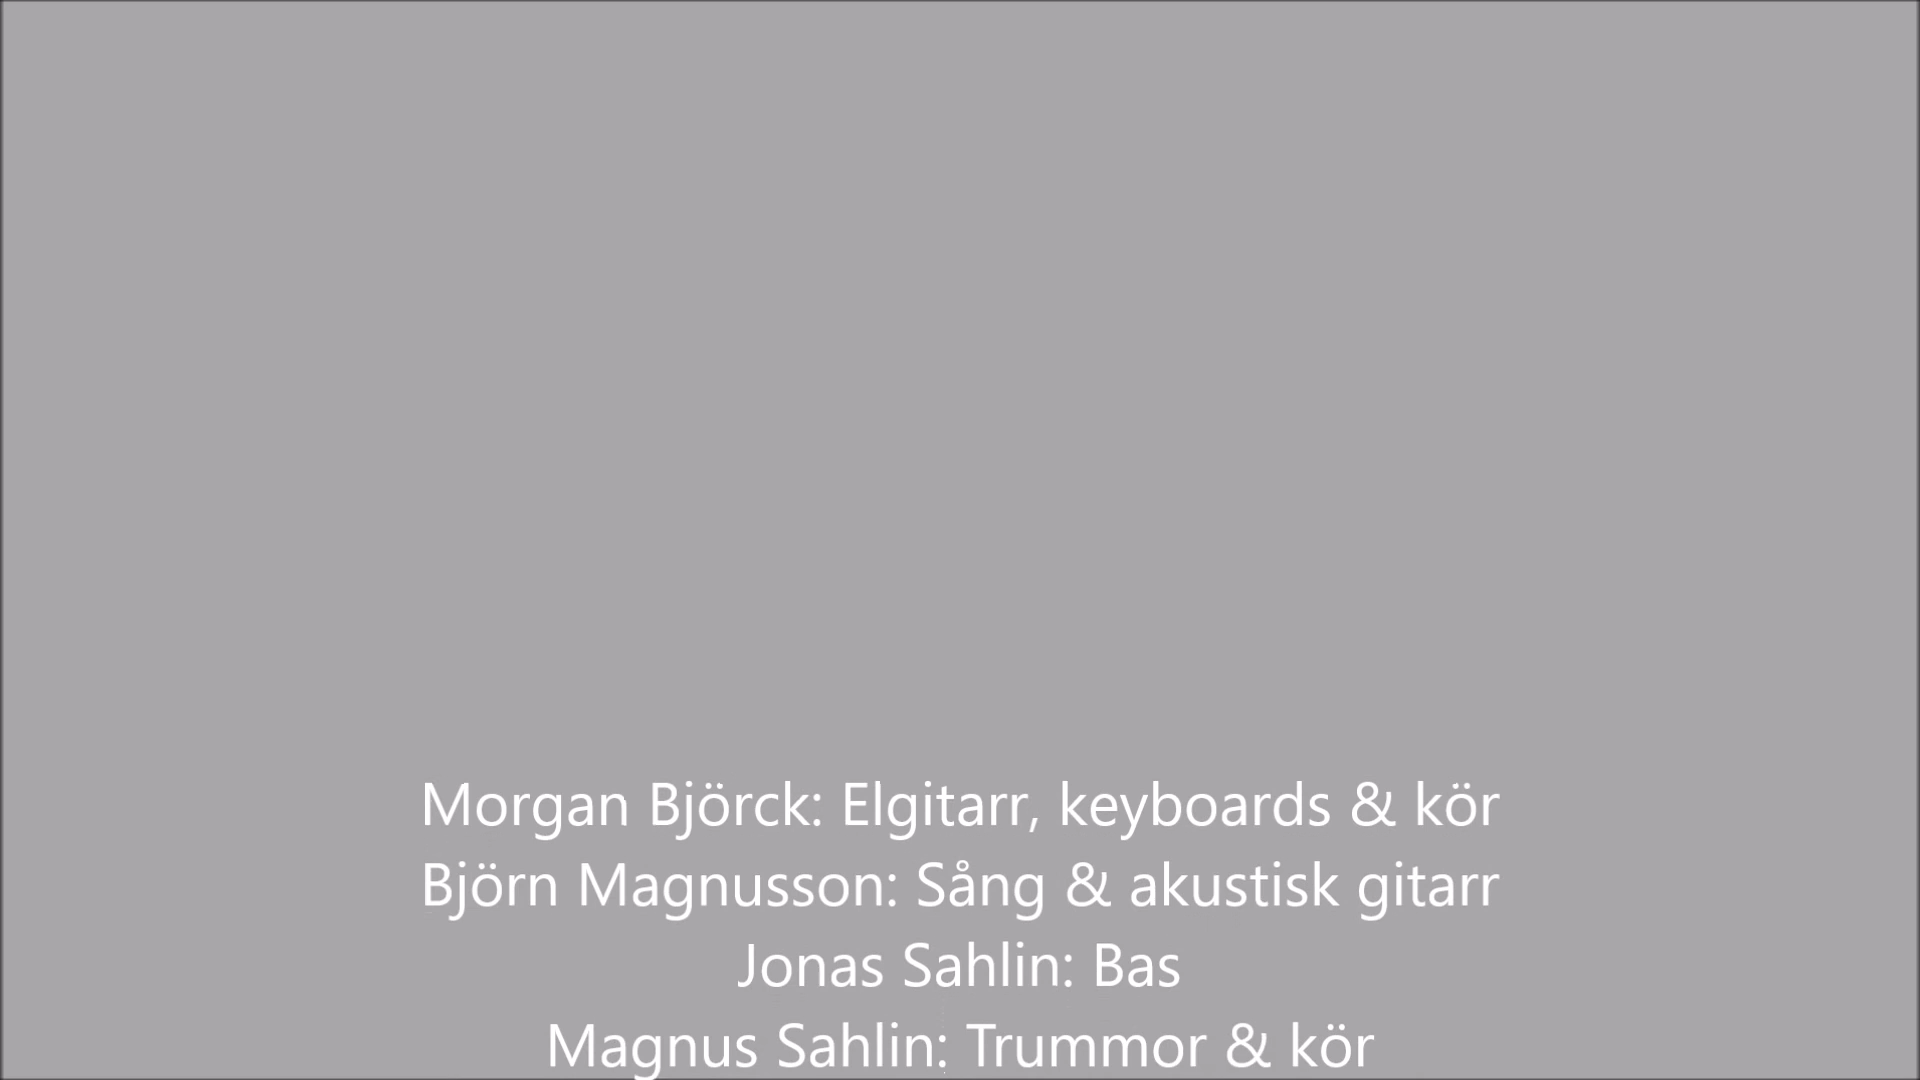 Morgan Björck: Elgitarr, keyboards & kör
Björn Magnusson: Sång & akustisk gitarr
Jonas Sahlin: Bas
Magnus Sahlin: Trummor & kör